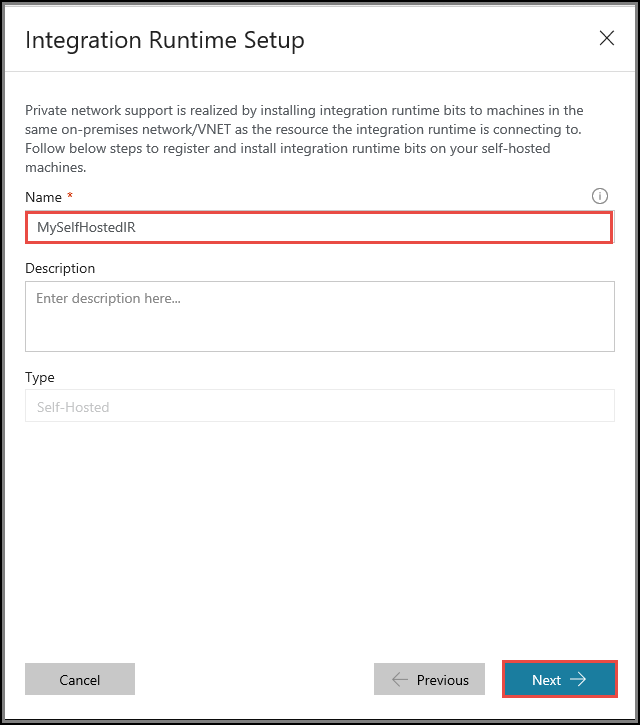 Integration Runtime Setup
Private network support is realized by installing integration runtime bits to machines in the
same on-premises network/VNET as the resource the integration runtime is connecting to.
Follow below steps to register and install integration runtime bits on your self-hosted
machines.
Name *
MySelfHostedIR
Description
Enter description here...
Type
Self-Hosted
Cancel
Previous
Next